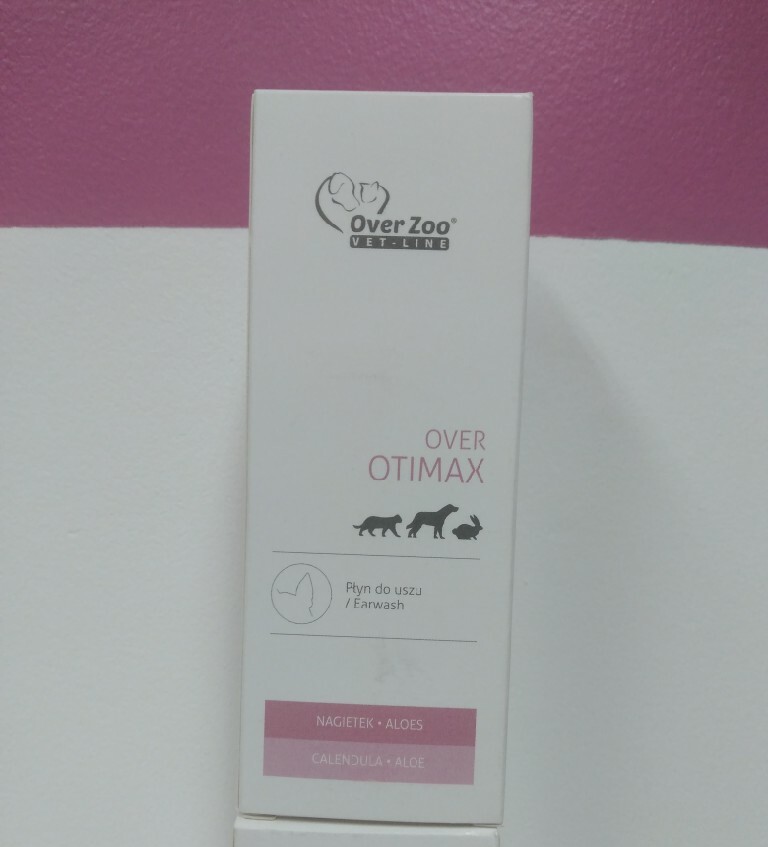 Over Zoo®
VET-LINE
OVER
OTIMAX
Płyn do uszu
/ Earwash
NAGIETEK • ALOES
CALENDULA • ALOE